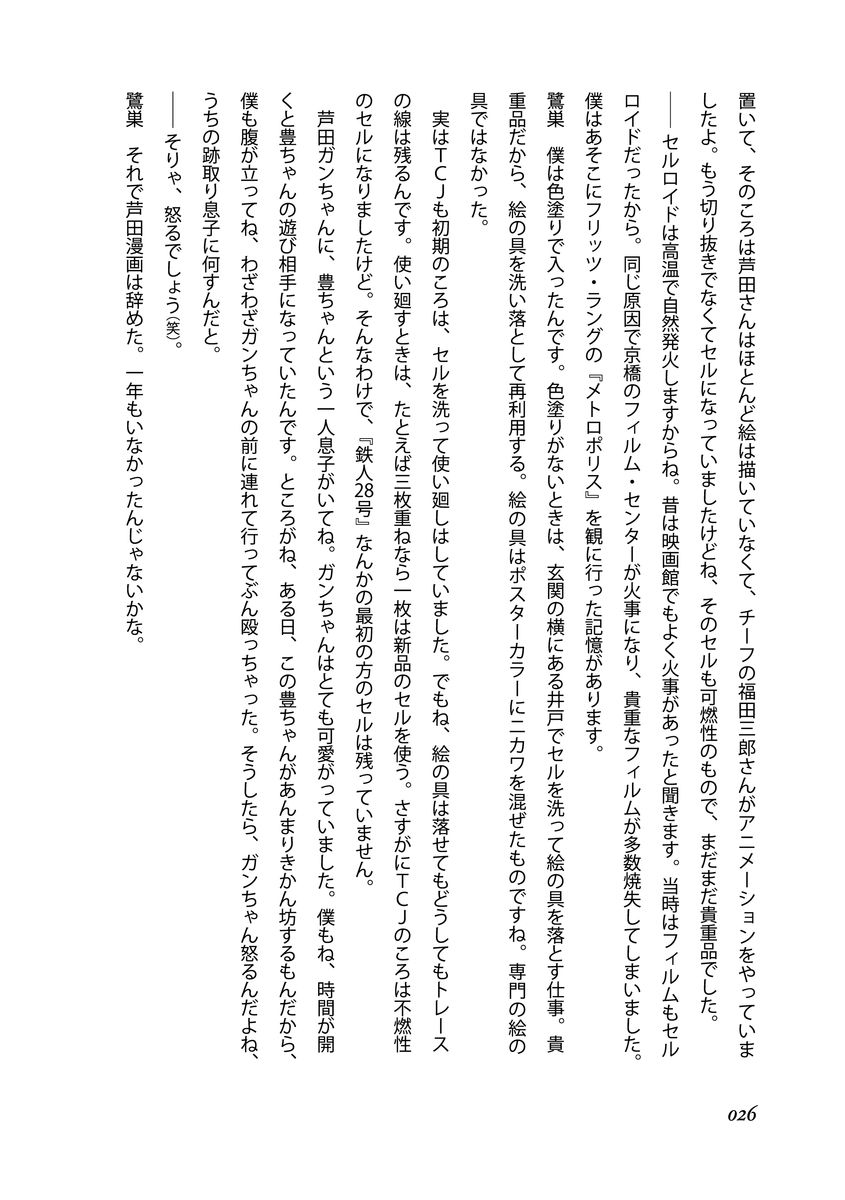 置いて、そのころは芦田さんはほとんど絵は描いていなくて、チーフの福田三郎さんがアニメーションをやっていま
したよ。もう切り抜きでなくてセルになっていましたけどね、そのセルも可燃性のもので、まだまだ貴重品でした。
――セルロイドは高温で自然発火しますからね。昔は映画館でもよく火事があったと聞きます。当時はフィルムもセル
ロイドだったから。同じ原因で京橋のフィルム・センターが火事になり、貴重なフィルムが多数焼失してしまいました。
僕はあそこにフリッツ・ラングの『メトロポリス』を観に行った記憶があります。
鷺巣　僕は色塗りで入ったんです。色塗りがないときは、玄関の横にある井戸でセルを洗って絵の具を落とす仕事。貴
重品だから、絵の具を洗い落として再利用する。絵の具はポスターカラーにニカワを混ぜたものですね。専門の絵の
具ではなかった。
　実はＴＣＪも初期のころは、セルを洗って使い廻しはしていました。でもね、絵の具は落せてもどうしてもトレース
の線は残るんです。使い廻すときは、たとえば三枚重ねなら一枚は新品のセルを使う。さすがにＴＣＪのころは不燃性
のセルになりましたけど。そんなわけで、『鉄人28号』なんかの最初の方のセルは残っていません。
　芦田ガンちゃんに、豊ちゃんという一人息子がいてね。ガンちゃんはとても可愛がっていました。僕もね、時間が開
くと豊ちゃんの遊び相手になっていたんです。ところがね、ある日、この豊ちゃんがあんまりきかん坊するもんだから、
僕も腹が立ってね、わざわざガンちゃんの前に連れて行ってぶん殴っちゃった。そうしたら、ガンちゃん怒るんだよね、
うちの跡取り息子に何すんだと。
――そりゃ、怒るでしょう（笑）。
鷺巣　それで芦田漫画は辞めた。一年もいなかったんじゃないかな。
026